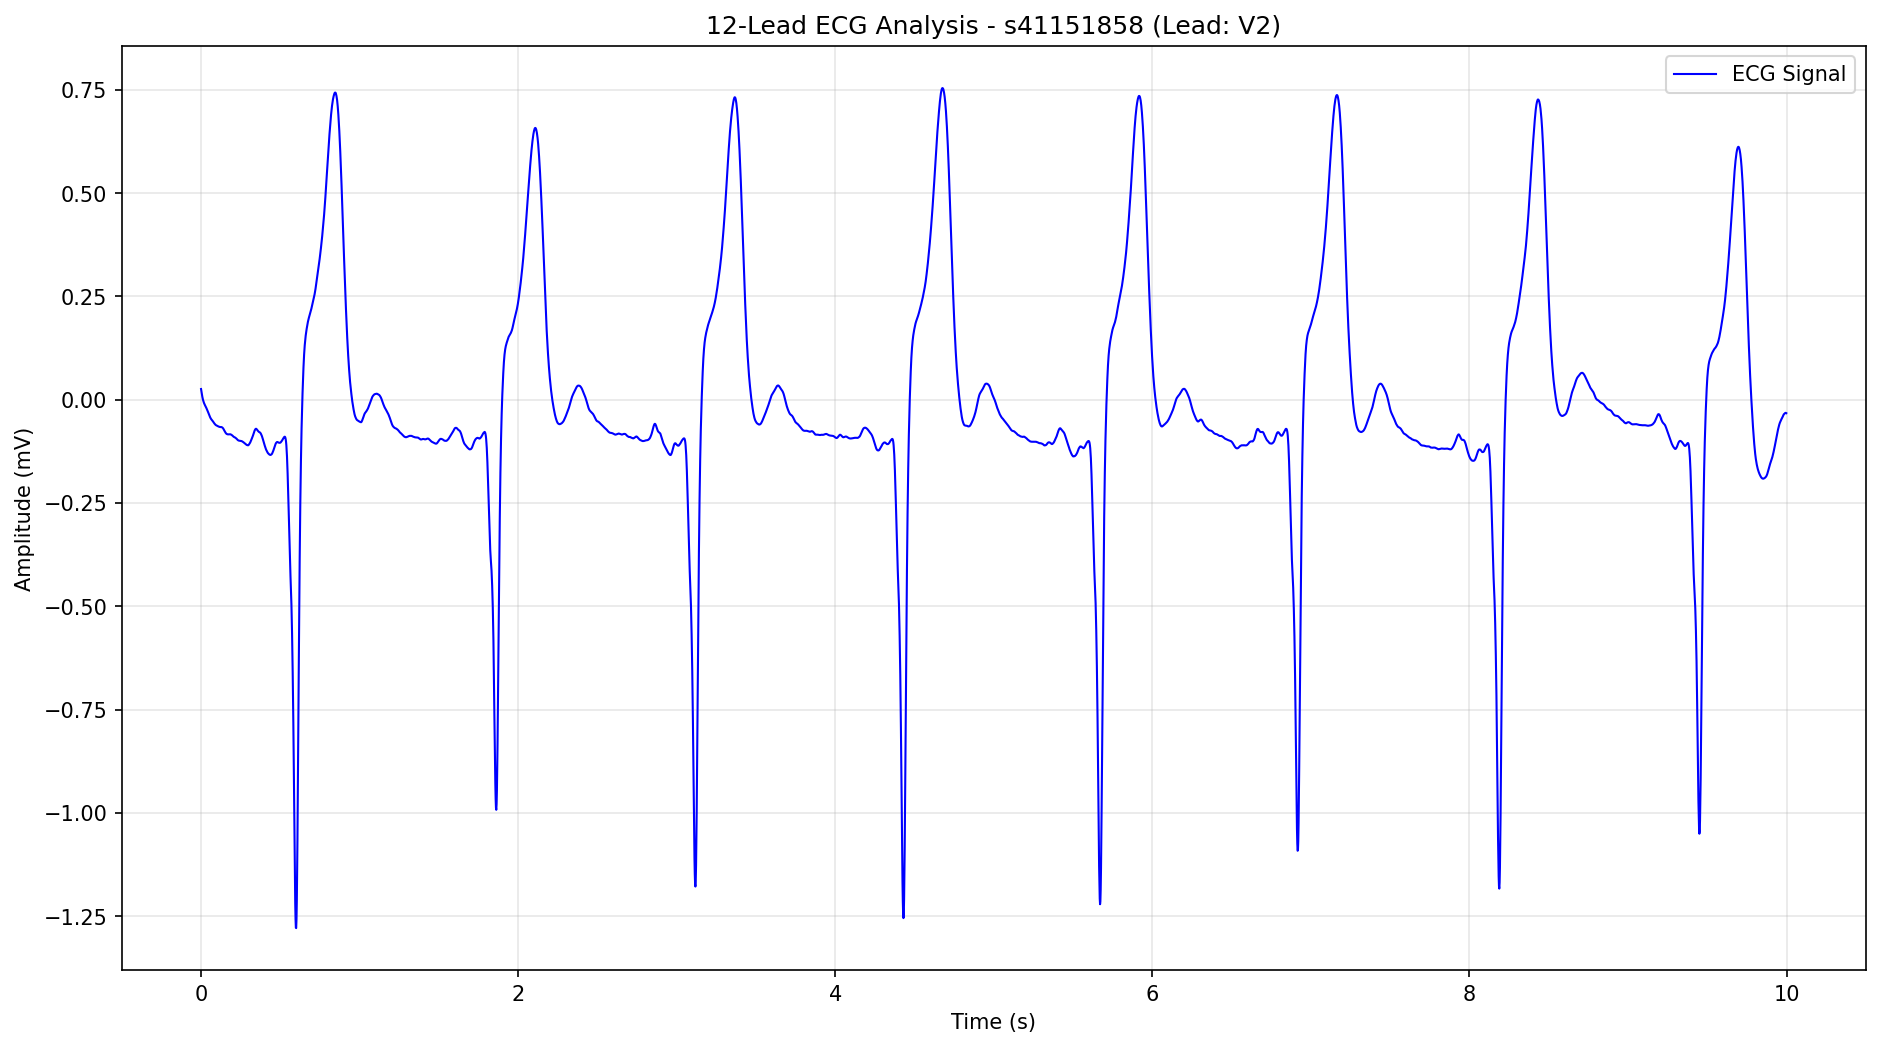 12-Lead ECG Analysis - s41151858 (Lead: V2)
ECG Signal
0.75
0.50
0.25
0.00
−0.25
−0.50
−0.75
−1.00
−1.25
Amplitude (mV)
0 2 4 6 8 10
Time (s)